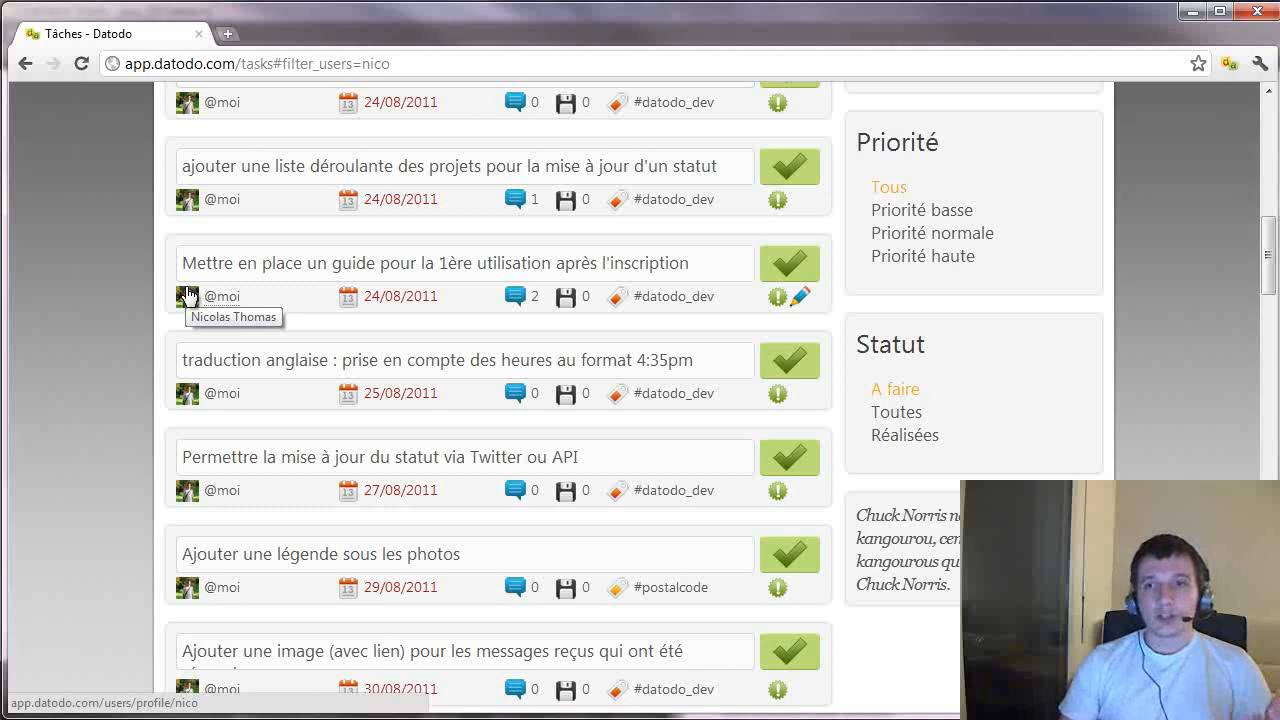 Tâches - Datodo
app.datodo.com/tasks#filter_users=nico
@moi 24/08/2011 0 0 #datodo_dev
ajouter une liste déroulante des projets pour la mise à jour d'un statut
@moi 24/08/2011 1 0 #datodo_dev
Mettre en place un guide pour la 1ère utilisation après l'inscription
@moi 24/08/2011 2 0 #datodo_dev
Nicolas Thomas
traduction anglaise : prise en compte des heures au format 4:35pm
@moi 25/08/2011 0 0 #datodo_dev
Permettre la mise à jour du statut via Twitter ou API
@moi 27/08/2011 0 0 #datodo_dev
Ajouter une légende sous les photos
@moi 29/08/2011 0 0 #postalcode
Ajouter une image (avec lien) pour les messages reçus qui ont été
@moi 30/08/2011 0 0 #datodo_dev
app.datodo.com/users/profile/nico
Priorité
Tous
Priorité basse
Priorité normale
Priorité haute
Statut
A faire
Toutes
Réalisées
Chuck Norris
kangourou,
kangourous
Chuck Norris.